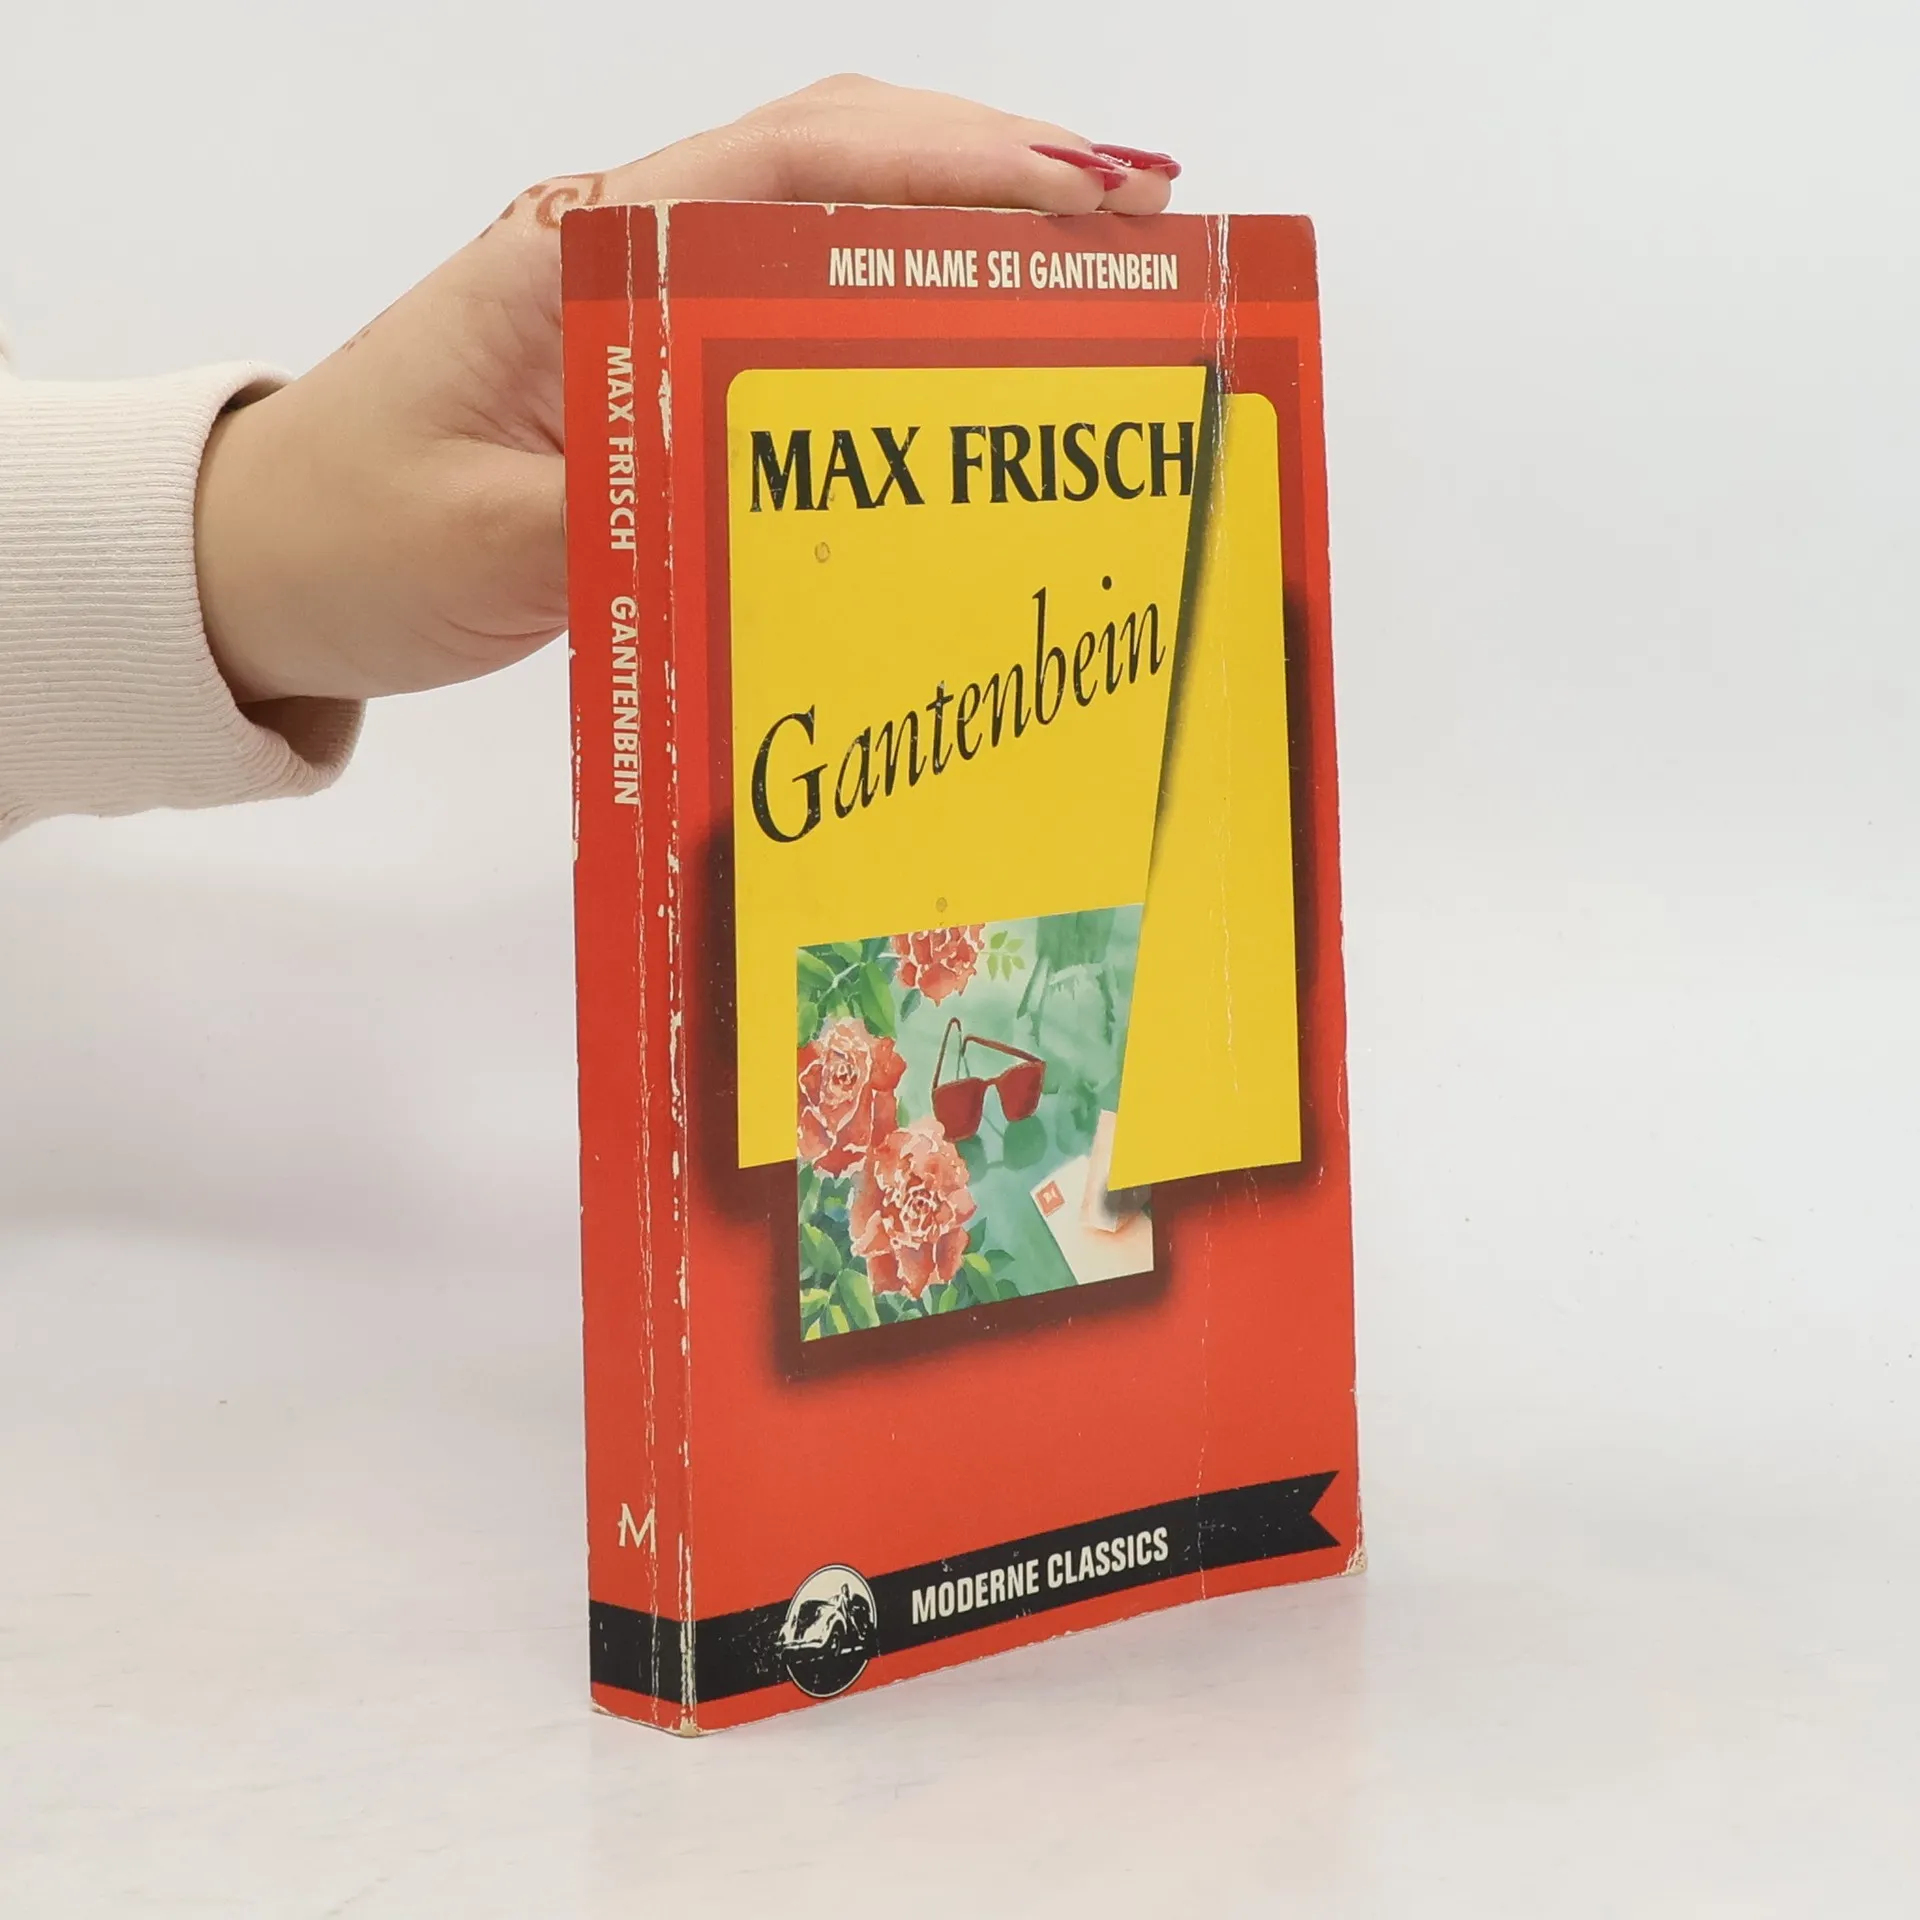 MEIN NAME SEI GANTENBEIN
MAX FRISCH
Gantenbein
MODERNE CLASSICS
MAX FRISCH GANTENBEIN
M